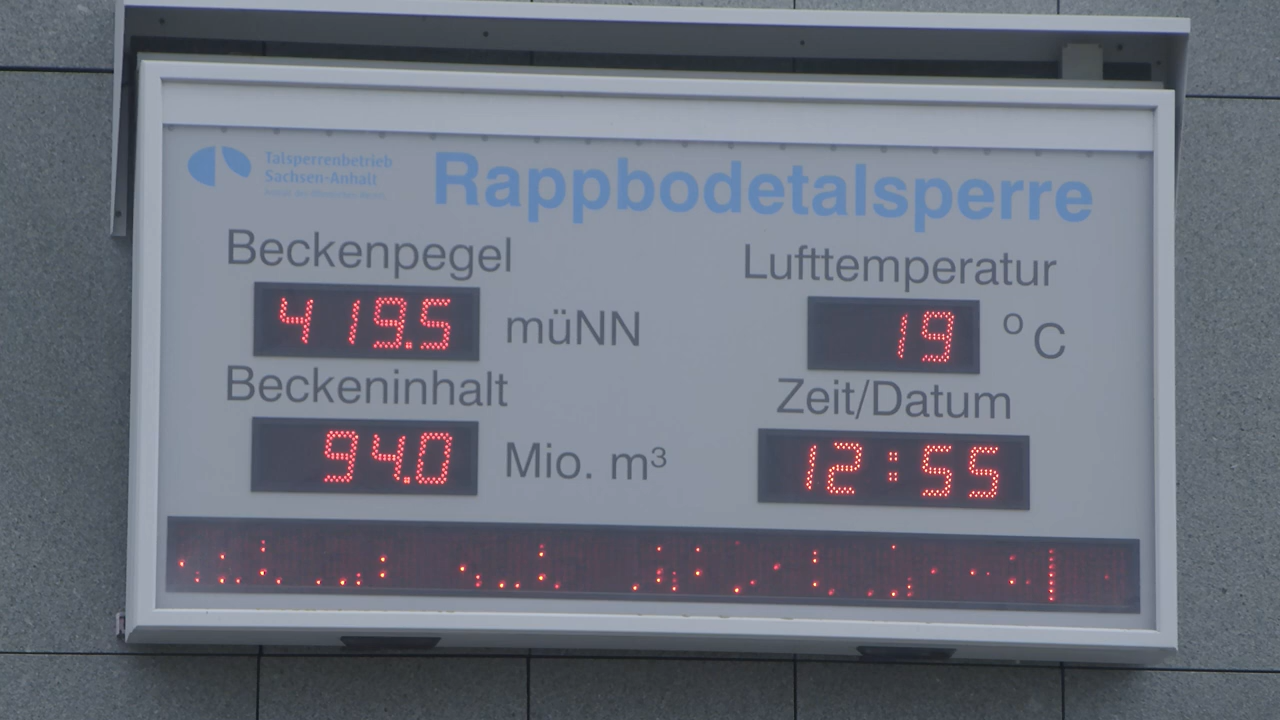 Talsperrenbetrieb
Sachsen-Anhalt
Rappbodetalsperre
Beckenpegel
419.5 müNN
Lufttemperatur
19 °C
Beckeninhalt
94.0 Mio. m³
Zeit/Datum
12:55